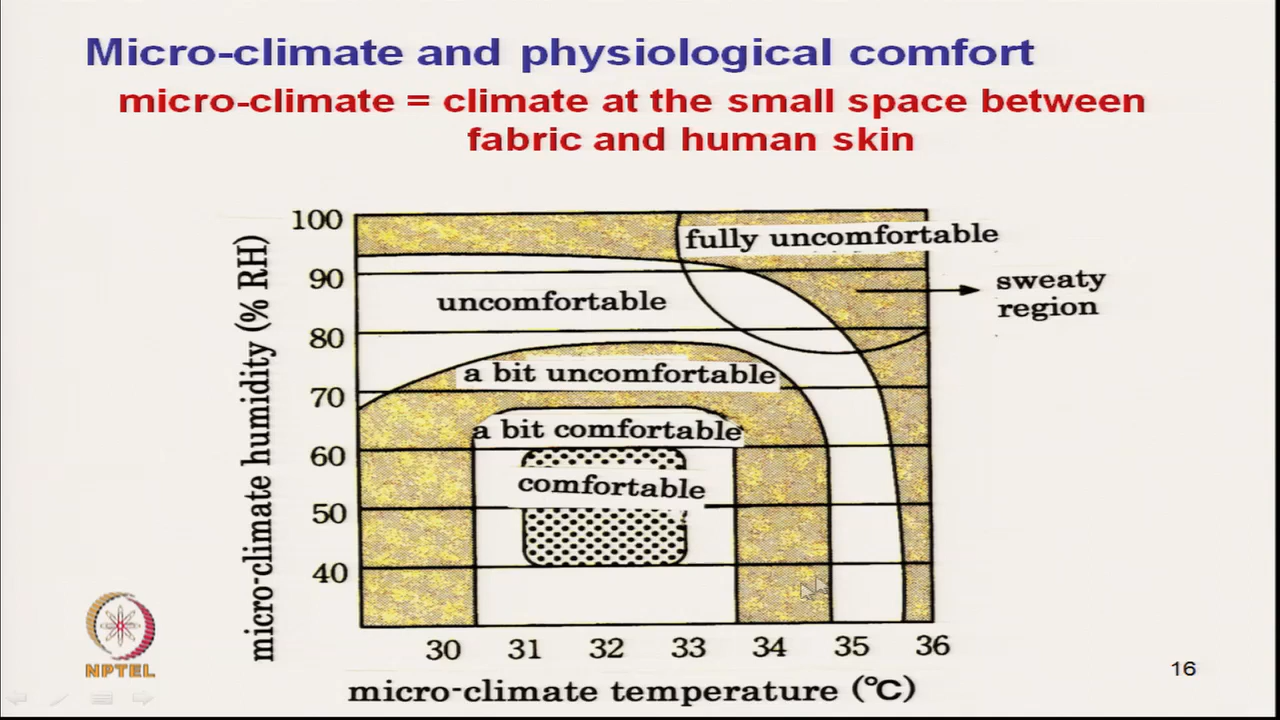 Micro-climate and physiological comfort
micro-climate = climate at the small space between
fabric and human skin
micro-climate humidity (% RH)
100
90
80
70
60
50
40
fully uncomfortable
sweaty
region
uncomfortable
a bit uncomfortable
a bit comfortable
comfortable
30 31 32 33 34 35 36
micro-climate temperature (°C)
NPTEL
16